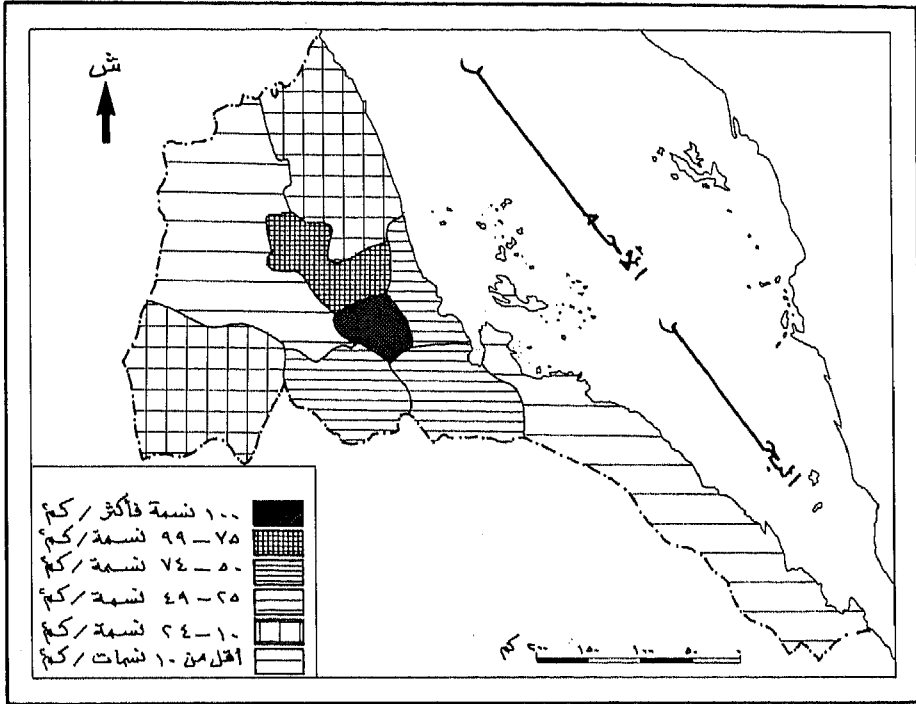 ش
البحر
الأحمر
١٠٠ نسمة فأكثر / كم٢
٧٥ – ٩٩ نسمة / كم٢
٥٠ – ٧٤ نسمة / كم٢
٢٥ – ٤٩ نسمة / كم٢
١٠ – ٢٤ نسمة / كم٢
أقل من ١٠ نسمات / كم٢
كم ٢٠٠ ١٥٠ ١٠٠ ٥٠ ٠